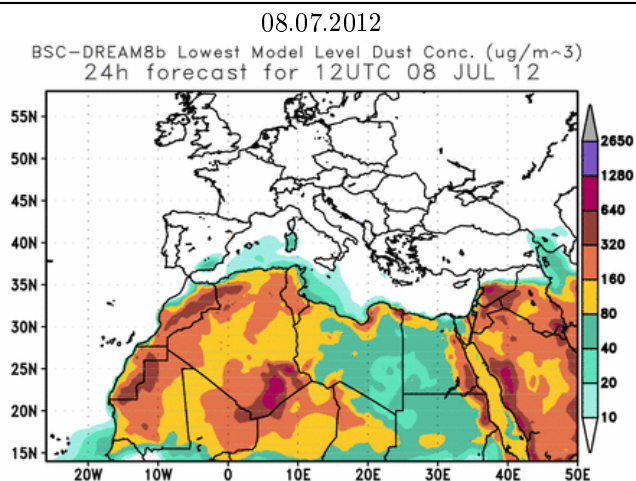 08.07.2012
BSC-DREAM8b Lowest Model Level Dust Conc. (ug/m^3)
24h forecast for 12UTC 08 JUL 12
55N
50N
45N
40N
35N
30N
25N
20N
15N
20W 10W 0 10E 20E 30E 40E 50E
2650
1280
640
320
160
80
40
20
10